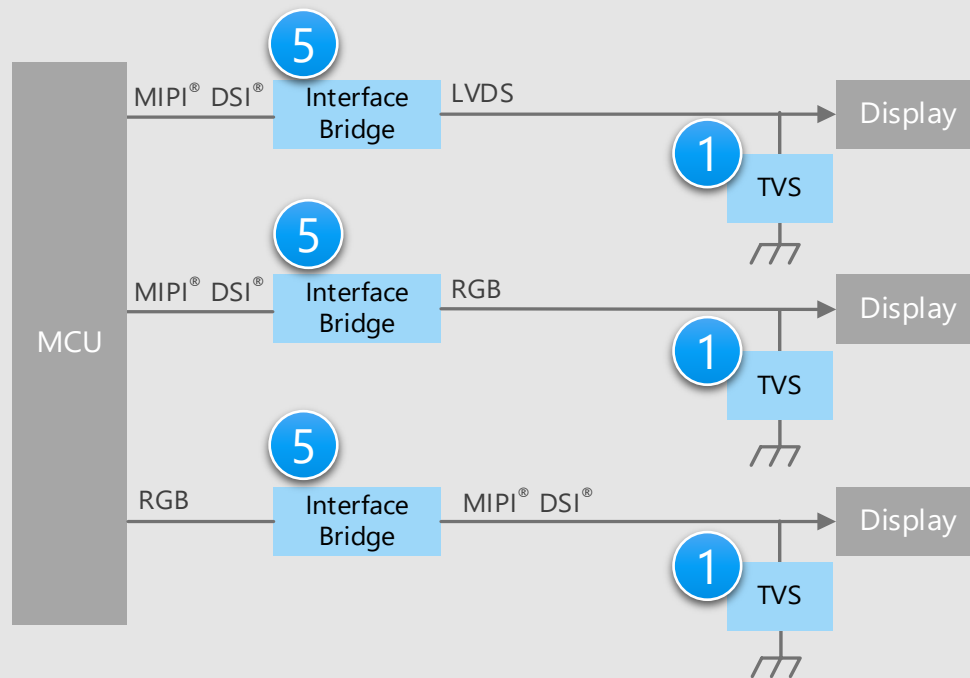 5
MIPI® DSI®
Interface
Bridge
LVDS
Display
1
TVS
5
MIPI® DSI®
Interface
Bridge
RGB
Display
MCU
1
TVS
5
RGB
Interface
Bridge
MIPI® DSI®
Display
1
TVS